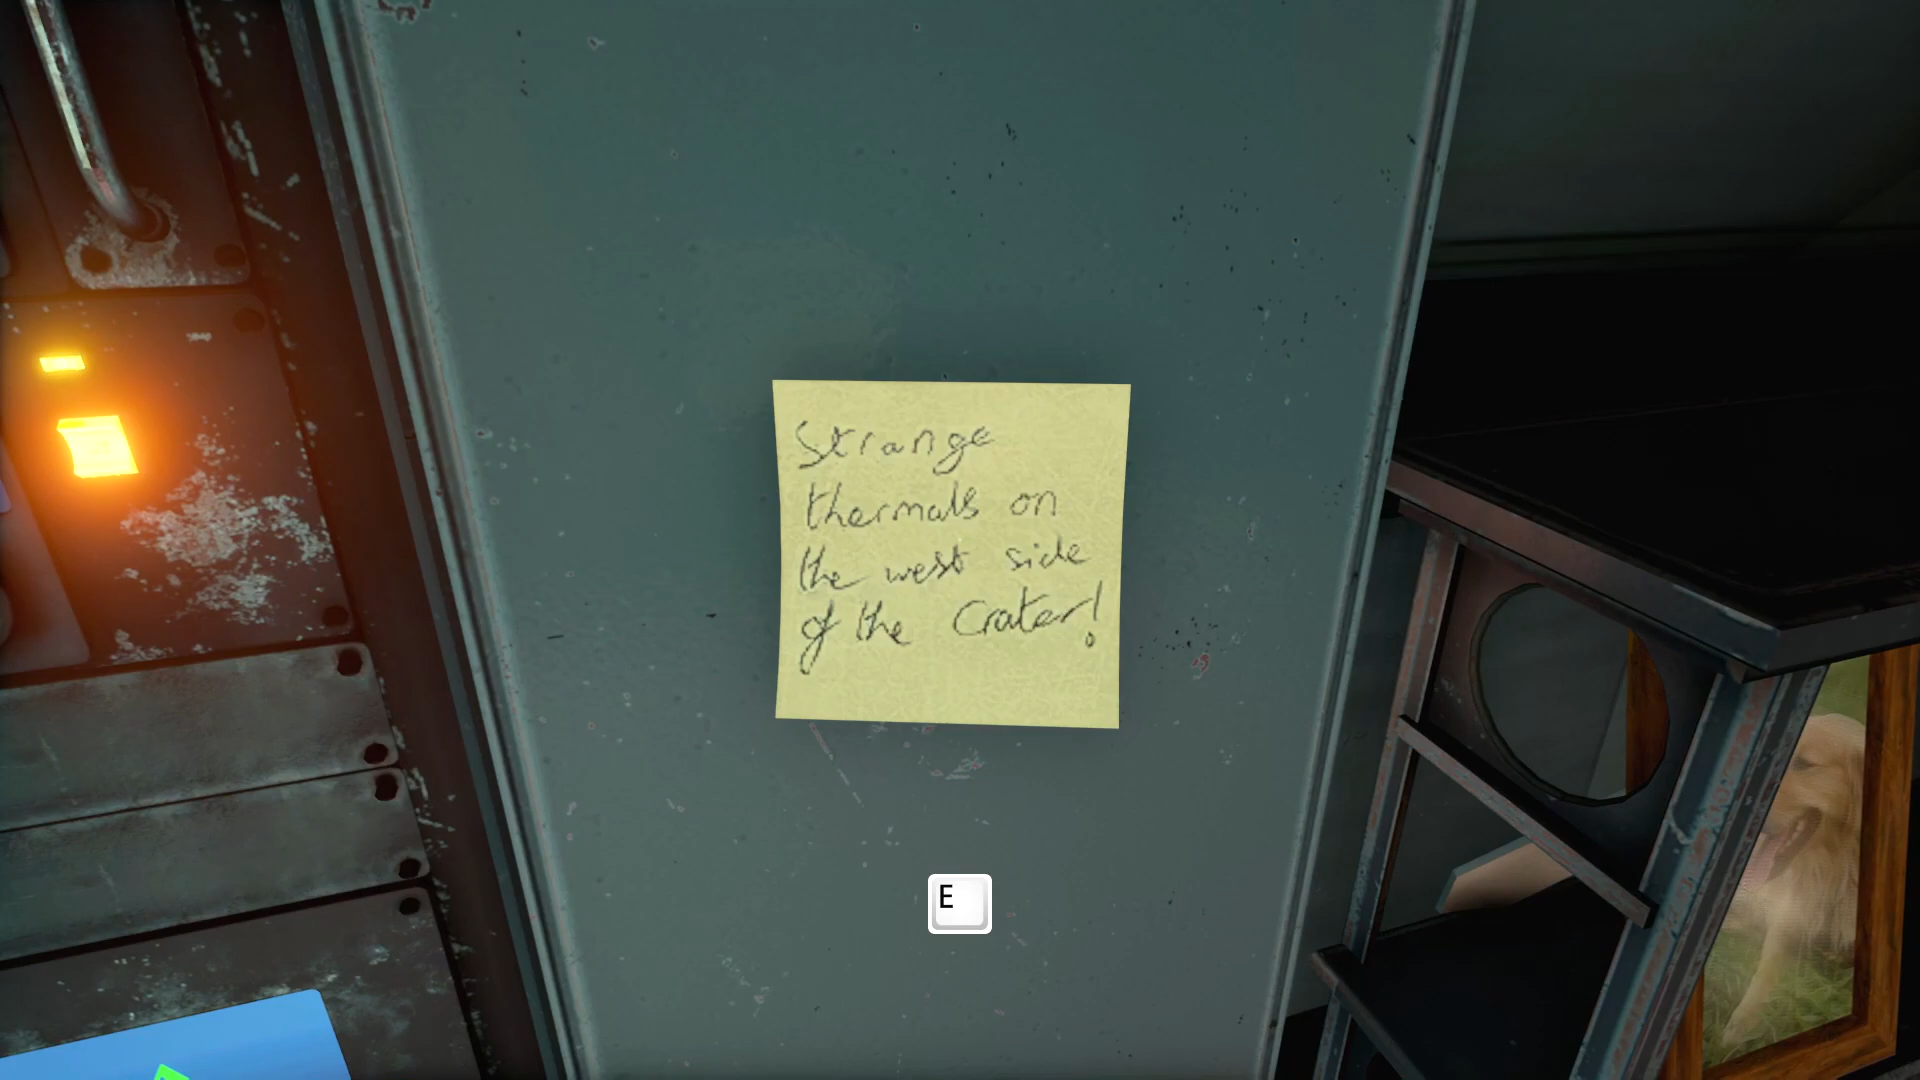 Strange
thermals on
the west side
of the Crater!
E